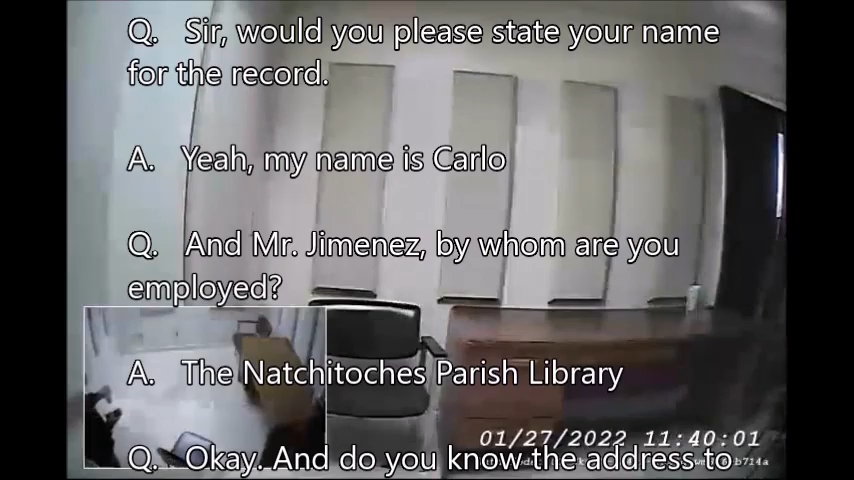 Q. Sir, would you please state your name
for the record.
A. Yeah, my name is Carlo
Q. And Mr. Jimenez, by whom are you
employed?
A. The Natchitoches Parish Library
01/27/2022 11:40:01
Q. Okay. And do you know the address to